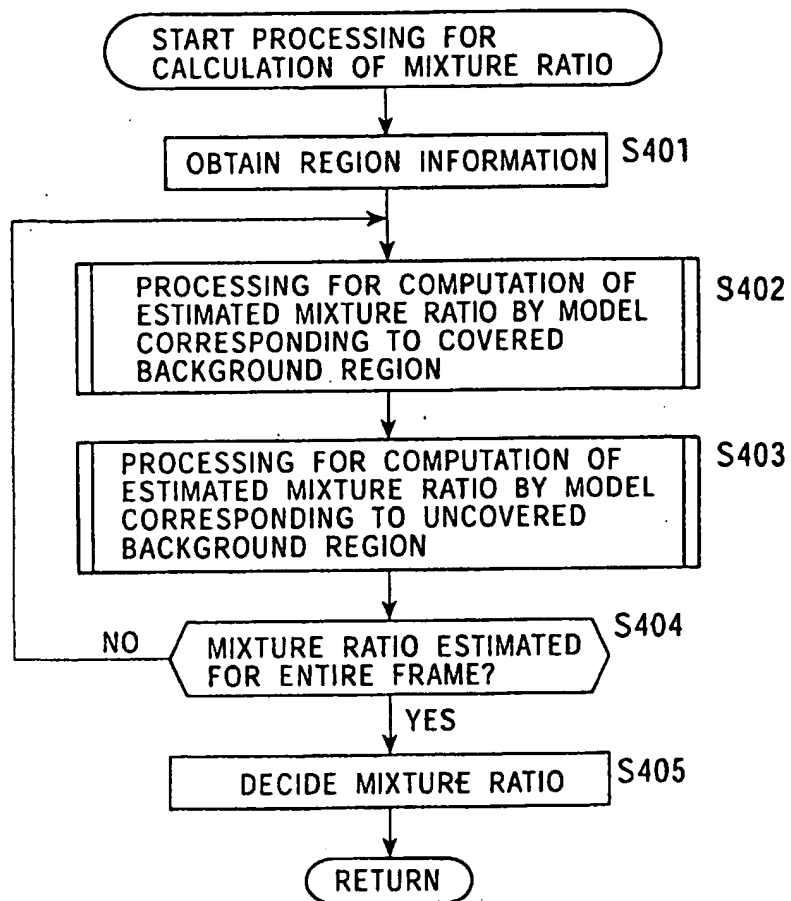 START PROCESSING FOR
CALCULATION OF MIXTURE RATIO
OBTAIN REGION INFORMATION
S401
PROCESSING FOR COMPUTATION OF
ESTIMATED MIXTURE RATIO BY MODEL
CORRESPONDING TO COVERED
BACKGROUND REGION
S402
PROCESSING FOR COMPUTATION OF
ESTIMATED MIXTURE RATIO BY MODEL
CORRESPONDING TO UNCOVERED
BACKGROUND REGION
S403
NO
MIXTURE RATIO ESTIMATED
FOR ENTIRE FRAME?
S404
YES
DECIDE MIXTURE RATIO
S405
RETURN